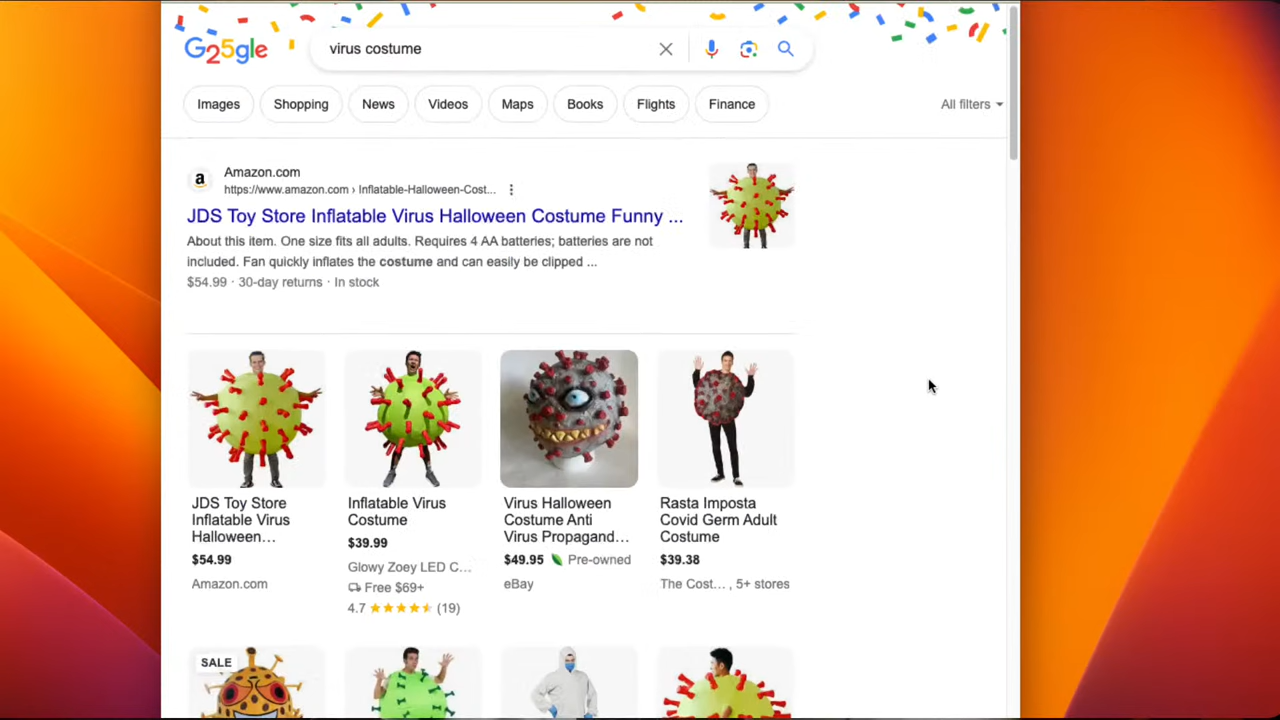 G25gle
virus costume
Images
Shopping
News
Videos
Maps
Books
Flights
Finance
All filters
a
Amazon.com
https://www.amazon.com › Inflatable-Halloween-Cost...
JDS Toy Store Inflatable Virus Halloween Costume Funny ...
About this item. One size fits all adults. Requires 4 AA batteries; batteries are not
included. Fan quickly inflates the costume and can easily be clipped ...
$54.99 · 30-day returns · In stock
JDS Toy Store
Inflatable Virus
Halloween…
$54.99
Amazon.com
Inflatable Virus
Costume
$39.99
Glowy Zoey LED C…
Free $69+
4.7
(19)
Virus Halloween
Costume Anti
Virus Propagand…
$49.95
Pre-owned
eBay
Rasta Imposta
Covid Germ Adult
Costume
$39.38
The Cost… , 5+ stores
SALE